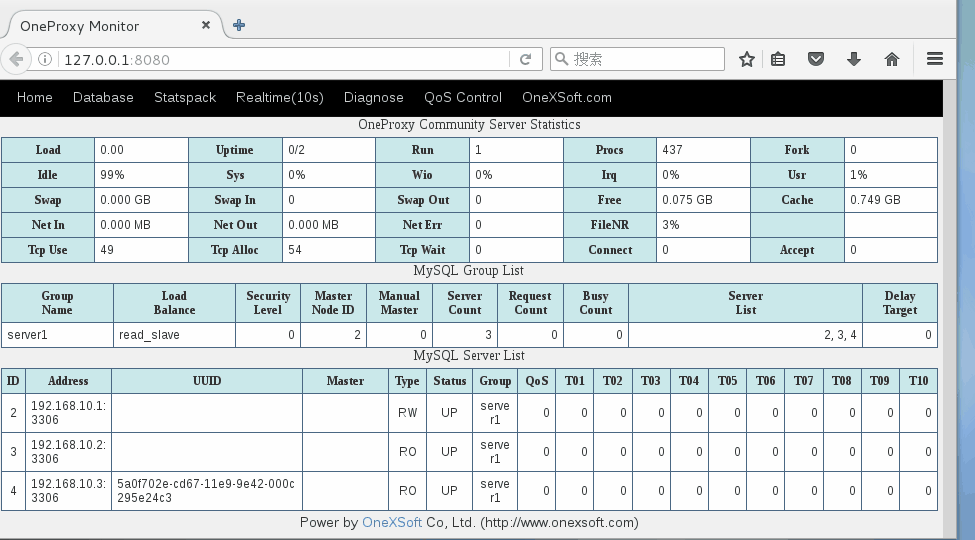 OneProxy Monitor
127.0.0.1:8080
搜索
Home Database Statspack Realtime(10s) Diagnose QoS Control OneXSoft.com
OneProxy Community Server Statistics
Load 0.00 Uptime 0/2 Run 1 Procs 437 Fork 0
Idle 99% Sys 0% Wio 0% Irq 0% Usr 1%
Swap 0.000 GB Swap In 0 Swap Out 0 Free 0.075 GB Cache 0.749 GB
Net In 0.000 MB Net Out 0.000 MB Net Err 0 FileNR 3%
Tcp Use 49 Tcp Alloc 54 Tcp Wait 0 Connect 0 Accept 0
MySQL Group List
Group Load Security Master Manual Server Request Busy Server Delay
Name Balance Level Node ID Master Count Count Count List Target
server1 read_slave 0 2 0 3 0 0 2, 3, 4 0
MySQL Server List
ID Address UUID Master Type Status Group QoS T01 T02 T03 T04 T05 T06 T07 T08 T09 T10
2 192.168.10.1: RW UP serve 0 0 0 0 0 0 0 0 0 0 0
3306 r1
3 192.168.10.2: RO UP serve 0 0 0 0 0 0 0 0 0 0 0
3306 r1
4 192.168.10.3: 5a0f702e-cd67-11e9-9e42-000c RO UP serve 0 0 0 0 0 0 0 0 0 0 0
3306 295e24c3 r1
Power by OneXSoft Co, Ltd. (http://www.onexsoft.com)